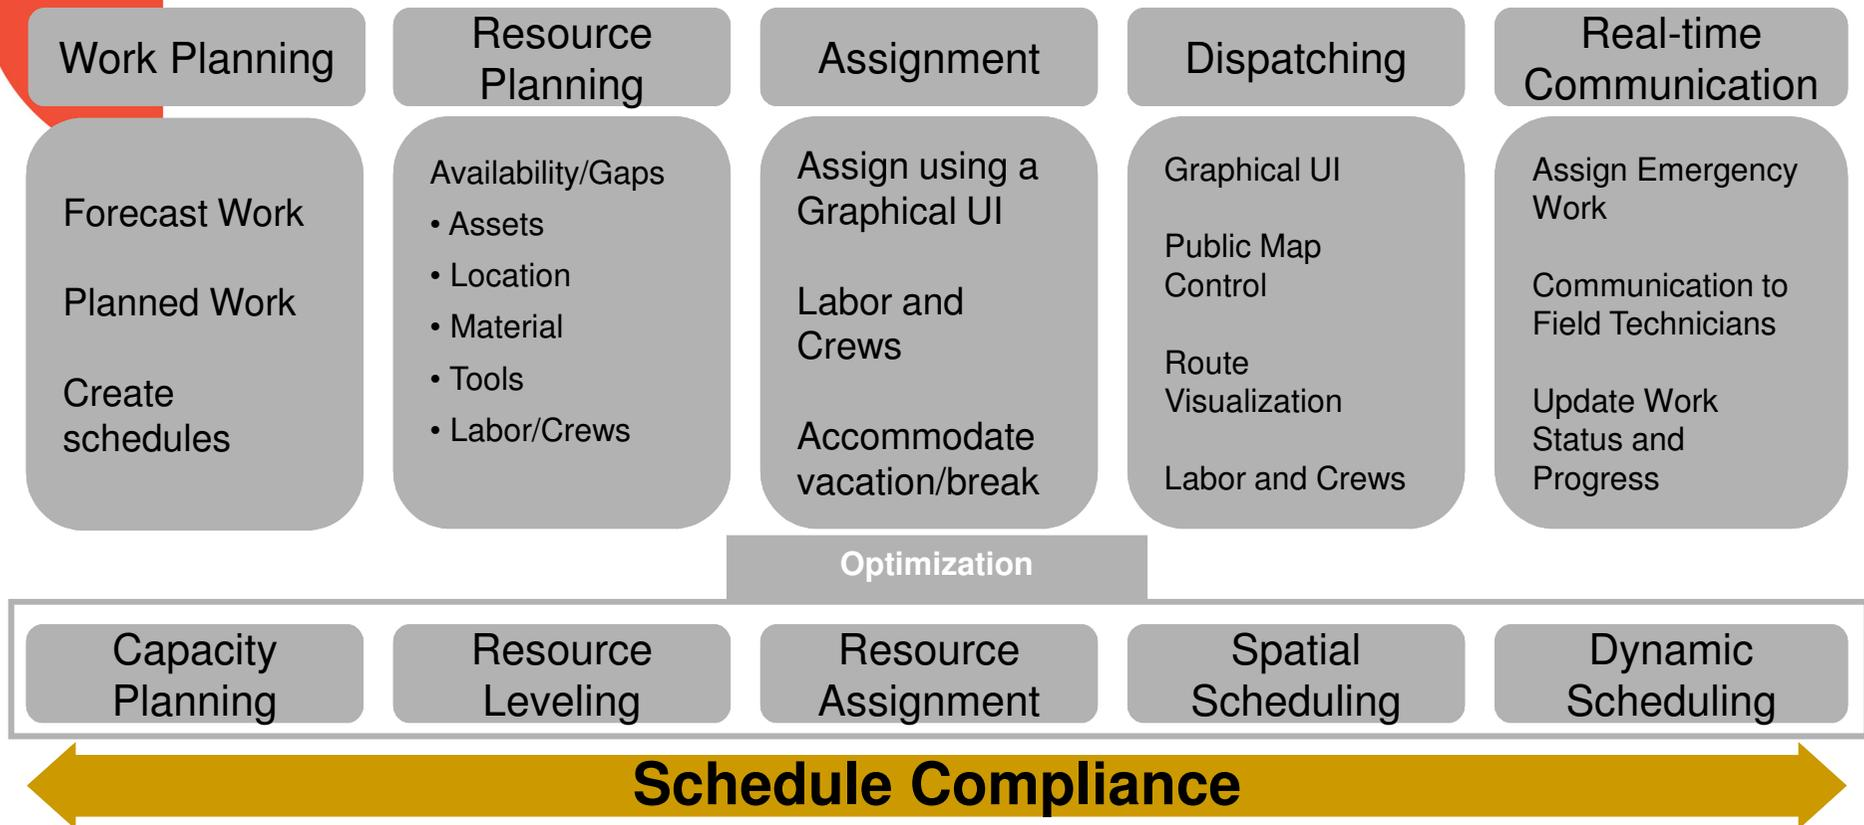 Work Planning
Resource
Planning
Assignment
Dispatching
Real-time
Communication
Forecast Work
Planned Work
Create
schedules
Availability/Gaps
• Assets
• Location
• Material
• Tools
• Labor/Crews
Assign using a
Graphical UI
Labor and
Crews
Accommodate
vacation/break
Graphical UI
Public Map
Control
Route
Visualization
Labor and Crews
Assign Emergency
Work
Communication to
Field Technicians
Update Work
Status and
Progress
Optimization
Capacity
Planning
Resource
Leveling
Resource
Assignment
Spatial
Scheduling
Dynamic
Scheduling
Schedule Compliance